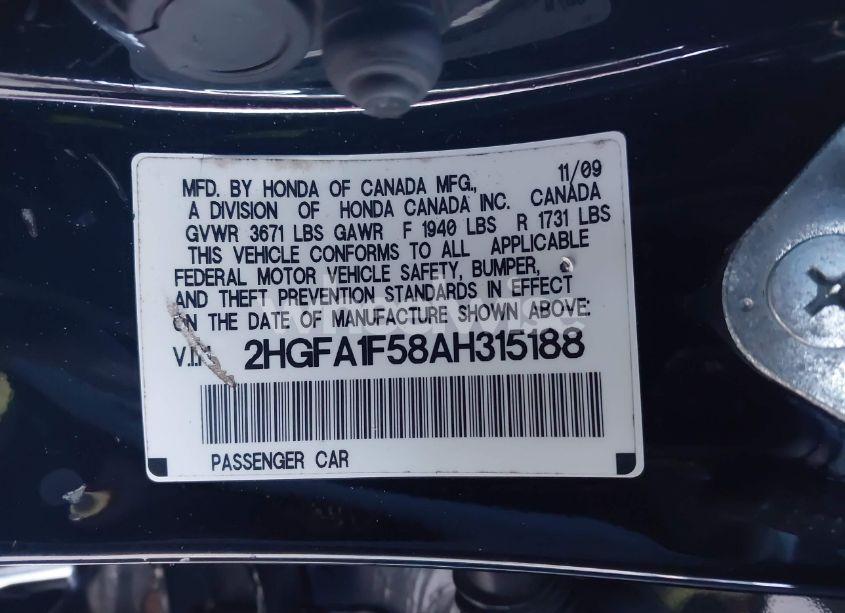 11/09
MFD. BY HONDA OF CANADA MFG.,
A DIVISION OF HONDA CANADA INC. CANADA
GVWR 3671 LBS GAWR F 1940 LBS R 1731 LBS
THIS VEHICLE CONFORMS TO ALL APPLICABLE
FEDERAL MOTOR VEHICLE SAFETY, BUMPER,
AND THEFT PREVENTION STANDARDS IN EFFECT
ON THE DATE OF MANUFACTURE SHOWN ABOVE:
2HGFA1F58AH315188
PASSENGER CAR